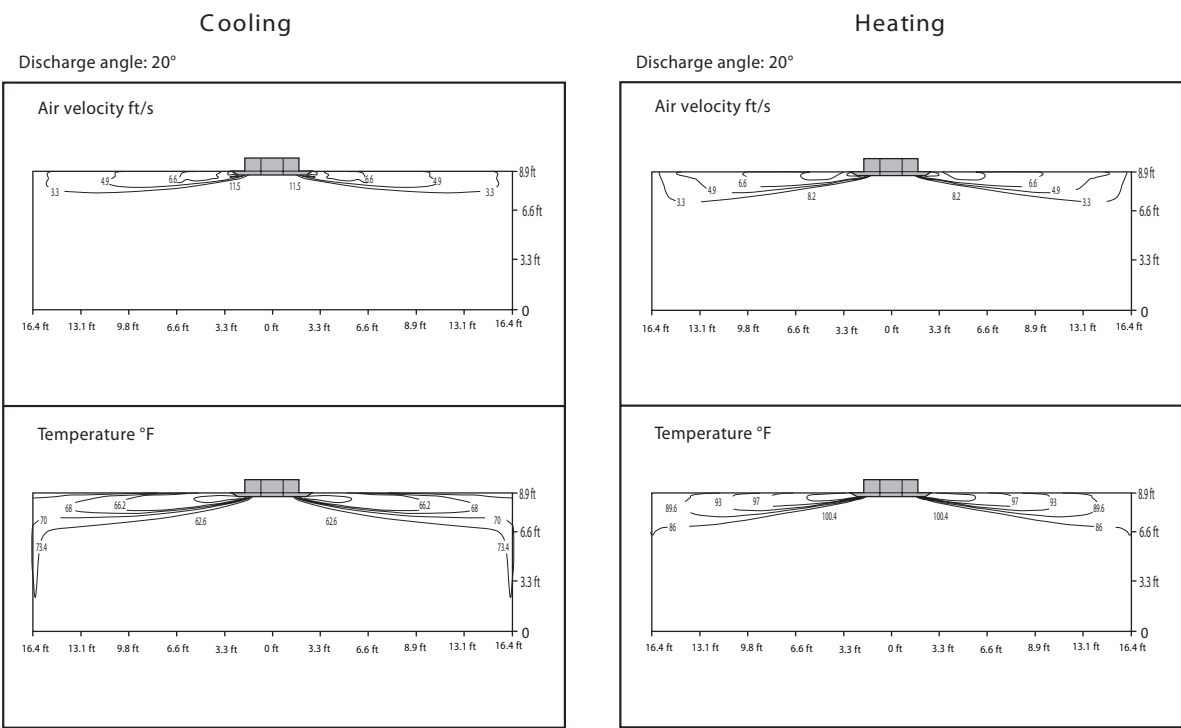 Cooling
Discharge angle: 20°
Air velocity ft/s
3.3 4.9 6.6 11.5 11.5 6.6 4.9 3.3
8.9 ft
6.6 ft
3.3 ft
0
16.4 ft 13.1 ft 9.8 ft 6.6 ft 3.3 ft 0 ft 3.3 ft 6.6 ft 8.9 ft 13.1 ft 16.4 ft
Temperature °F
70 68 66.2 62.6 62.6 66.2 68 70
73.4 73.4
8.9 ft
6.6 ft
3.3 ft
0
16.4 ft 13.1 ft 9.8 ft 6.6 ft 3.3 ft 0 ft 3.3 ft 6.6 ft 8.9 ft 13.1 ft 16.4 ft
Heating
Discharge angle: 20°
Air velocity ft/s
3.3 4.9 6.6 8.2 8.2 6.6 4.9 3.3
8.9 ft
6.6 ft
3.3 ft
0
16.4 ft 13.1 ft 9.8 ft 6.6 ft 3.3 ft 0 ft 3.3 ft 6.6 ft 8.9 ft 13.1 ft 16.4 ft
Temperature °F
89.6 93 97 100.4 100.4 97 93 89.6
86 86
8.9 ft
6.6 ft
3.3 ft
0
16.4 ft 13.1 ft 9.8 ft 6.6 ft 3.3 ft 0 ft 3.3 ft 6.6 ft 8.9 ft 13.1 ft 16.4 ft